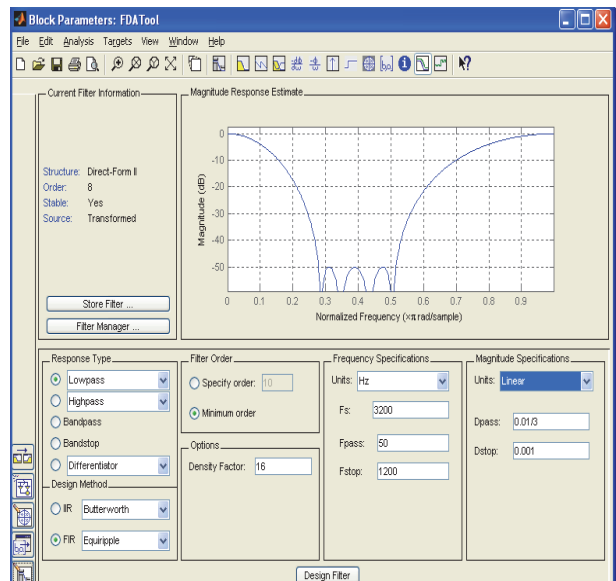 Block Parameters: FDATool
File Edit Analysis Targets View Window Help
Current Filter Information
Structure: Direct-Form II
Order: 8
Stable: Yes
Source: Transformed
Store Filter ...
Filter Manager ...
Magnitude Response Estimate
Magnitude (dB)
0
-10
-20
-30
-40
-50
0 0.1 0.2 0.3 0.4 0.5 0.6 0.7 0.8 0.9
Normalized Frequency (×π rad/sample)
Response Type
Lowpass
Highpass
Bandpass
Bandstop
Differentiator
Design Method
IIR Butterworth
FIR Equiripple
Filter Order
Specify order: 10
Minimum order
Options
Density Factor: 16
Frequency Specifications
Units: Hz
Fs: 3200
Fpass: 50
Fstop: 1200
Magnitude Specifications
Units: Linear
Dpass: 0.01/3
Dstop: 0.001
Design Filter